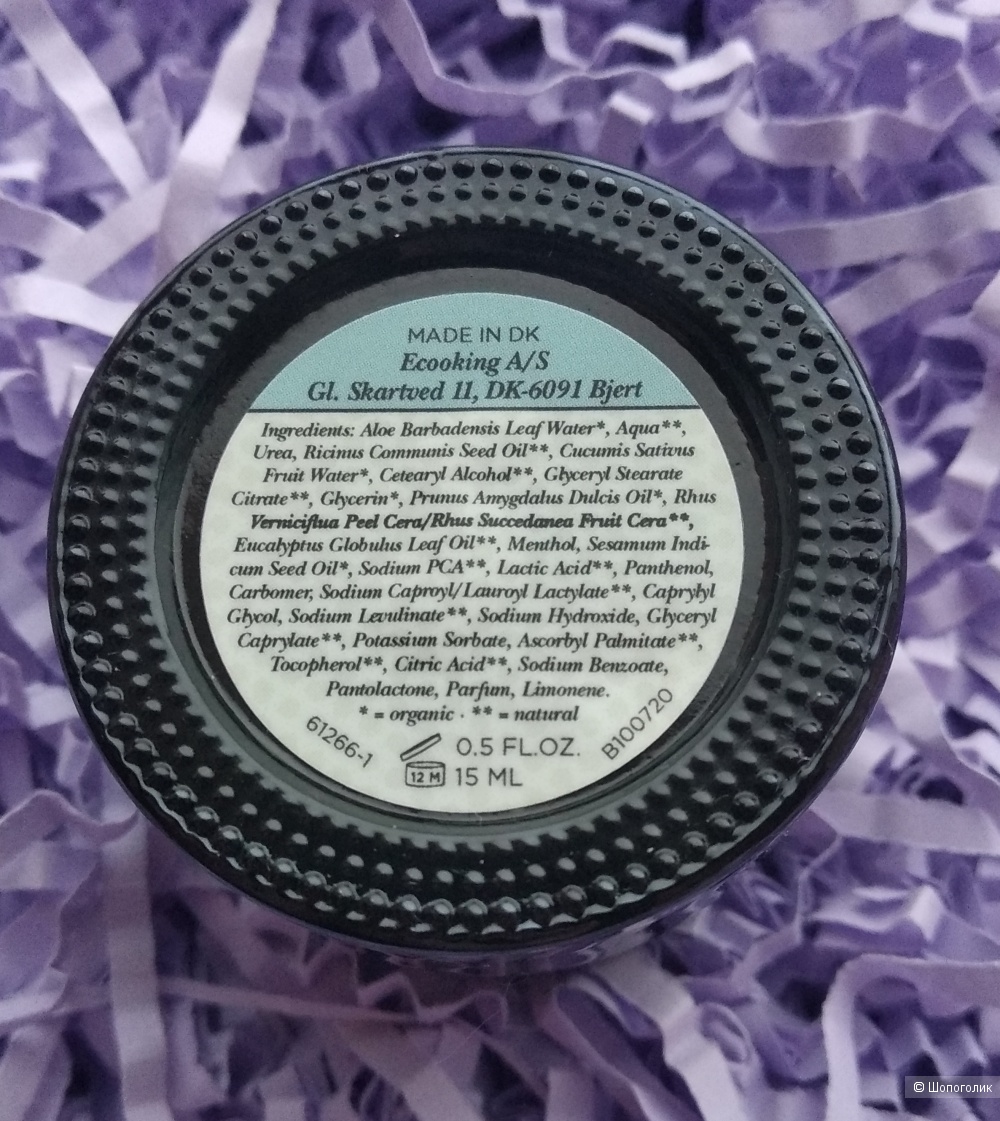 MADE IN DK
Ecooking A/S
Gl. Skartved 11, DK-6091 Bjert
Ingredients: Aloe Barbadensis Leaf Water*, Aqua**,
Urea, Ricinus Communis Seed Oil**, Cucumis Sativus
Fruit Water*, Cetearyl Alcohol**, Glyceryl Stearate
Citrate**, Glycerin*, Prunus Amygdalus Dulcis Oil*, Rhus
Verniciflua Peel Cera/Rhus Succedanea Fruit Cera**,
Eucalyptus Globulus Leaf Oil**, Menthol, Sesamum Indi-
cum Seed Oil*, Sodium PCA**, Lactic Acid**, Panthenol,
Carbomer, Sodium Caproyl/Lauroyl Lactylate**, Caprylyl
Glycol, Sodium Levulinate**, Sodium Hydroxide, Glyceryl
Caprylate**, Potassium Sorbate, Ascorbyl Palmitate**,
Tocopherol**, Citric Acid**, Sodium Benzoate,
Pantolactone, Parfum, Limonene.
* = organic · ** = natural
61266-1
0.5 FL.OZ.
B100720
12 M
15 ML
© Шопоголик